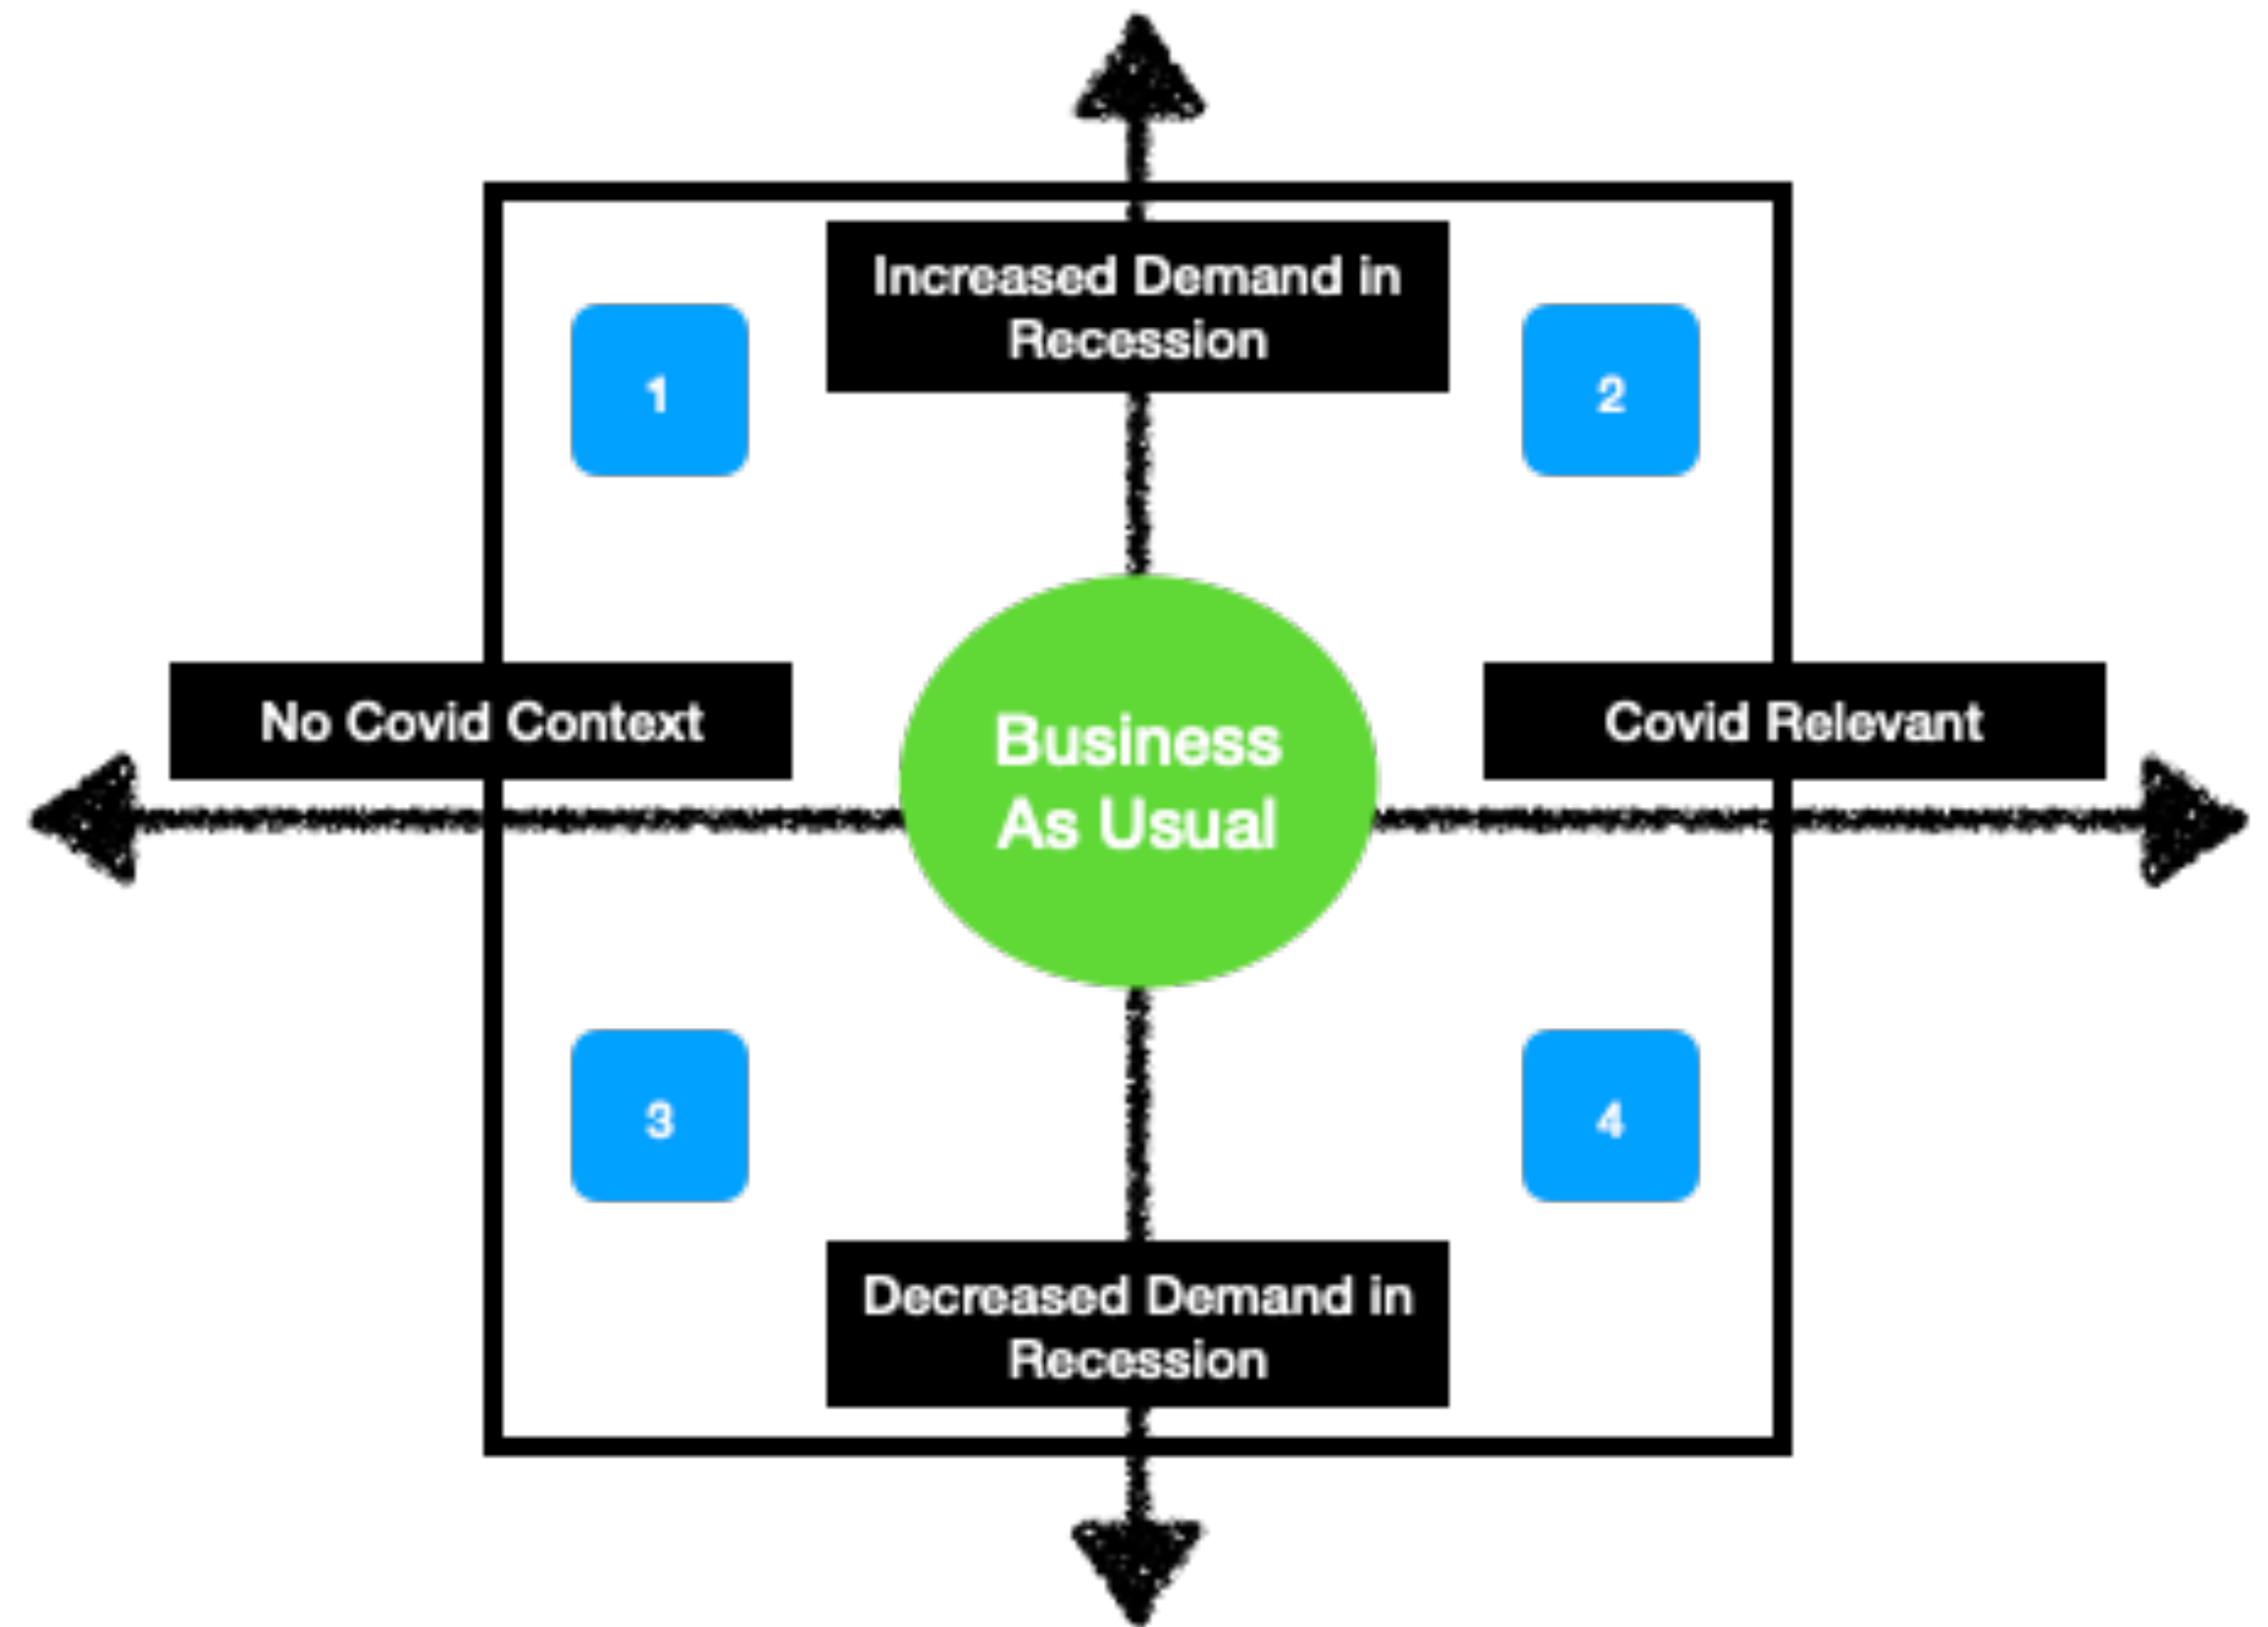 Increased Demand in
Recession
1
2
No Covid Context
Business
As Usual
Covid Relevant
3
4
Decreased Demand in
Recession